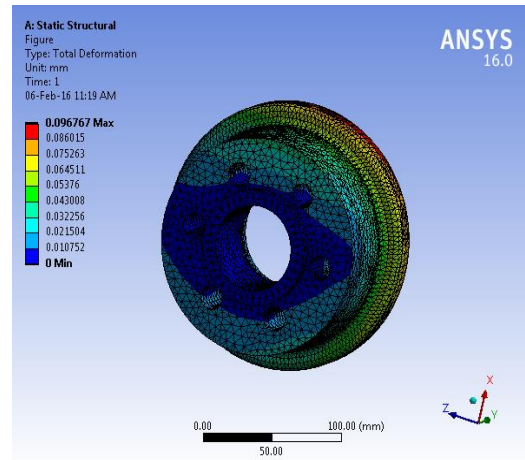 A: Static Structural
Figure
Type: Total Deformation
Unit: mm
Time: 1
06-Feb-16 11:19 AM
ANSYS
16.0
0.096767 Max
0.086015
0.075263
0.064511
0.05376
0.043008
0.032256
0.021504
0.010752
0 Min
X
Z
Y
0.00
100.00 (mm)
50.00